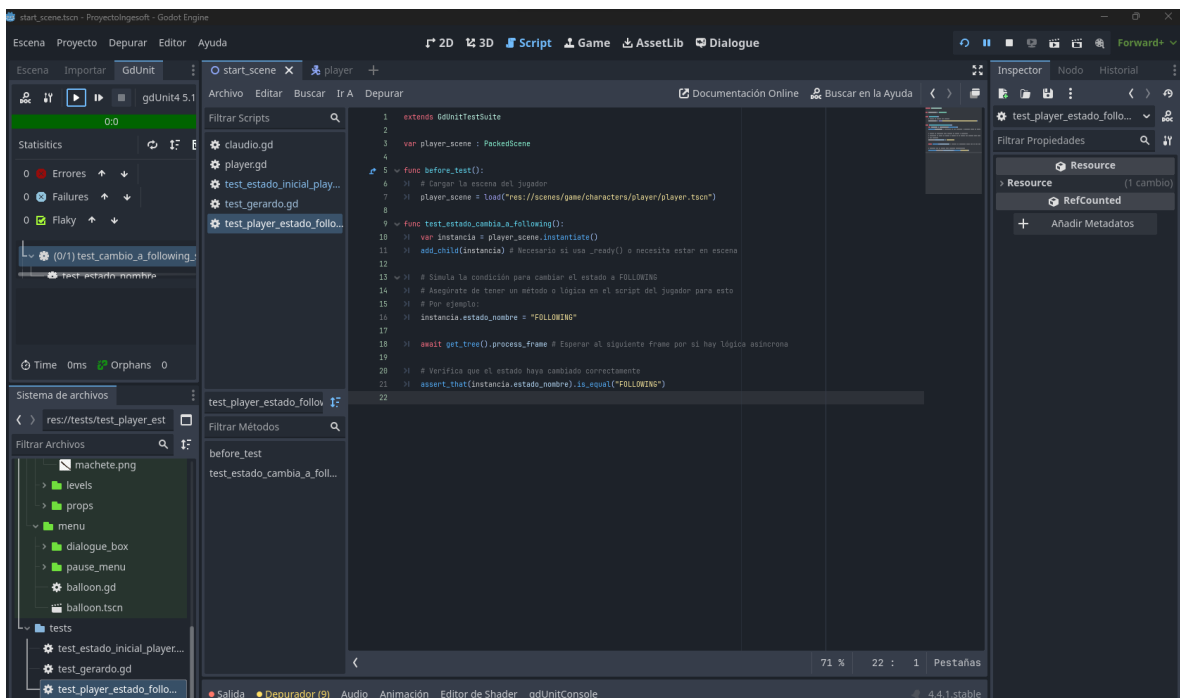 start_scene.tscn - ProyectoIngesoft - Godot Engine
Escena Proyecto Depurar Editor Ayuda
2D 3D Script Game AssetLib Dialogue
Forward+
Escena Importar GdUnit
gdUnit4 5.1
0:0
Statisitics
0 Errores
0 Failures
0 Flaky
(0/1) test_cambio_a_following_
test_estado_nombre
Time 0ms Orphans 0
Sistema de archivos
res://tests/test_player_est
Filtrar Archivos
machete.png
levels
props
menu
dialogue_box
pause_menu
balloon.gd
balloon.tscn
tests
test_estado_inicial_player....
test_gerardo.gd
test_player_estado_follo...
start_scene player
Archivo Editar Buscar Ir A Depurar
Documentación Online Buscar en la Ayuda
Filtrar Scripts
claudio.gd
player.gd
test_estado_inicial_play...
test_gerardo.gd
test_player_estado_follo...
test_player_estado_follow
Filtrar Métodos
before_test
test_estado_cambia_a_foll...
1 extends GdUnitTestSuite
2
3 var player_scene : PackedScene
4
5 func before_test():
6 # Cargar la escena del jugador
7 player_scene = load("res://scenes/game/characters/player/player.tscn")
8
9 func test_estado_cambia_a_following():
10 var instancia = player_scene.instantiate()
11 add_child(instancia) # Necesario si usa _ready() o necesita estar en escena
12
13 # Simula la condición para cambiar el estado a FOLLOWING
14 # Asegúrate de tener un método o lógica en el script del jugador para esto
15 # Por ejemplo:
16 instancia.estado_nombre = "FOLLOWING"
17
18 await get_tree().process_frame # Esperar al siguiente frame por si hay lógica asíncrona
19
20 # Verifica que el estado haya cambiado correctamente
21 assert_that(instancia.estado_nombre).is_equal("FOLLOWING")
22
71 % 22 : 1 Pestañas
Salida Depurador (9) Audio Animación Editor de Shader gdUnitConsole
4.4.1.stable
Inspector Nodo Historial
test_player_estado_follo...
Filtrar Propiedades
Resource
Resource (1 cambio)
RefCounted
Añadir Metadatos